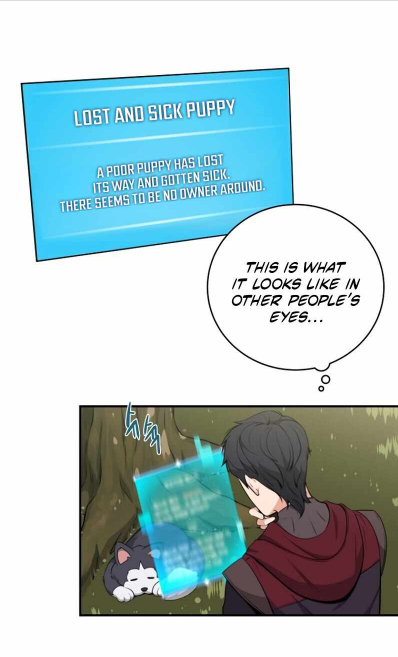 LOST AND SICK PUPPY
A POOR PUPPY HAS LOST
ITS WAY AND GOTTEN SICK.
THERE SEEMS TO BE NO OWNER AROUND.
THIS IS WHAT
IT LOOKS LIKE IN
OTHER PEOPLE'S
EYES...